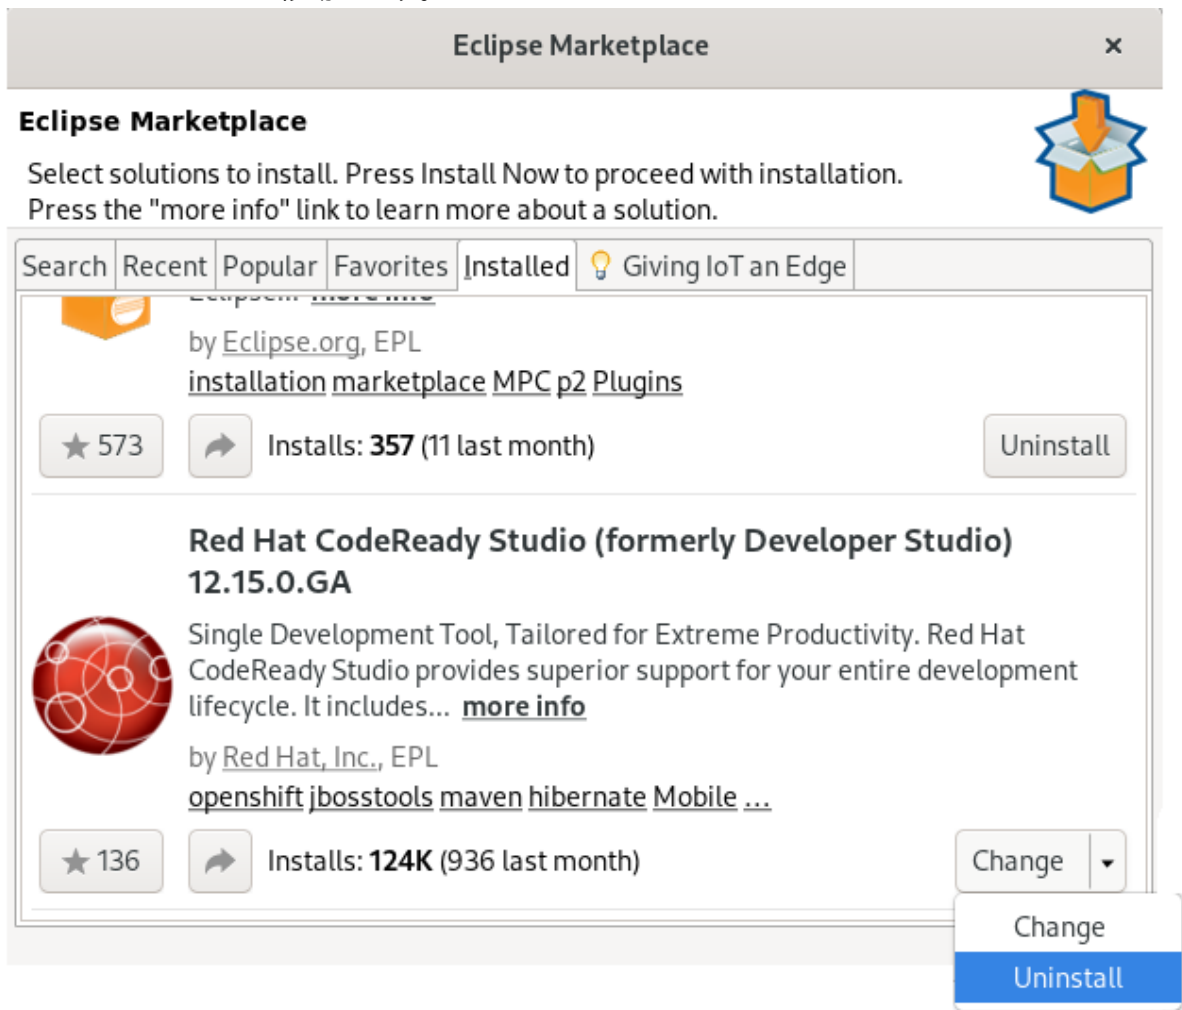 Eclipse Marketplace
Eclipse Marketplace
Select solutions to install. Press Install Now to proceed with installation.
Press the "more info" link to learn more about a solution.
Search Recent Popular Favorites Installed Giving IoT an Edge
Eclipse... more info
by Eclipse.org, EPL
installation marketplace MPC p2 Plugins
573 Installs: 357 (11 last month) Uninstall
Red Hat CodeReady Studio (formerly Developer Studio)
12.15.0.GA
Single Development Tool, Tailored for Extreme Productivity. Red Hat
CodeReady Studio provides superior support for your entire development
lifecycle. It includes... more info
by Red Hat, Inc., EPL
openshift jbosstools maven hibernate Mobile ...
136 Installs: 124K (936 last month) Change
Change
Uninstall